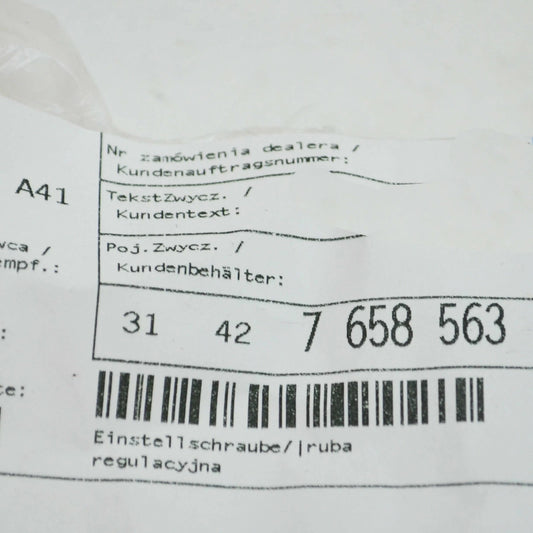 Nr zamówienia dealera /
Kundenauftragsnummer:
A41
TekstZwycz. /
Kundentext:
wca /
empf.:
Poj.Zwycz. /
Kundenbehälter:
31 42 7 658 563
:
te:
Einstellschraube/|ruba
regulacyjna